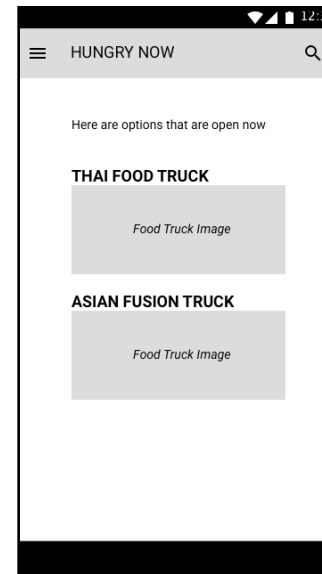 HUNGRY NOW
Here are options that are open now
THAI FOOD TRUCK
Food Truck Image
ASIAN FUSION TRUCK
Food Truck Image